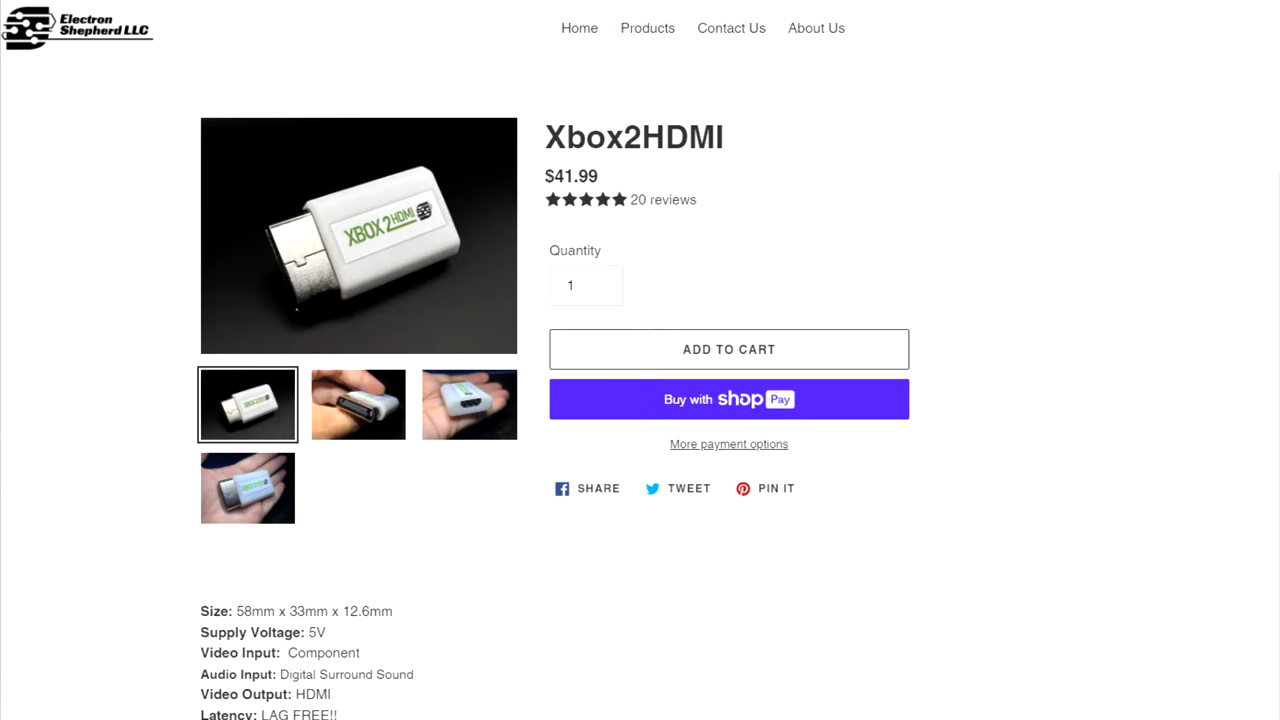 Electron
Shepherd LLC
Home Products Contact Us About Us
Xbox2HDMI
$41.99
20 reviews
Quantity
1
XBOX 2 HDMI
ADD TO CART
Buy with shop Pay
More payment options
SHARE TWEET PIN IT
Size: 58mm x 33mm x 12.6mm
Supply Voltage: 5V
Video Input: Component
Audio Input: Digital Surround Sound
Video Output: HDMI
Latency: LAG FREE!!